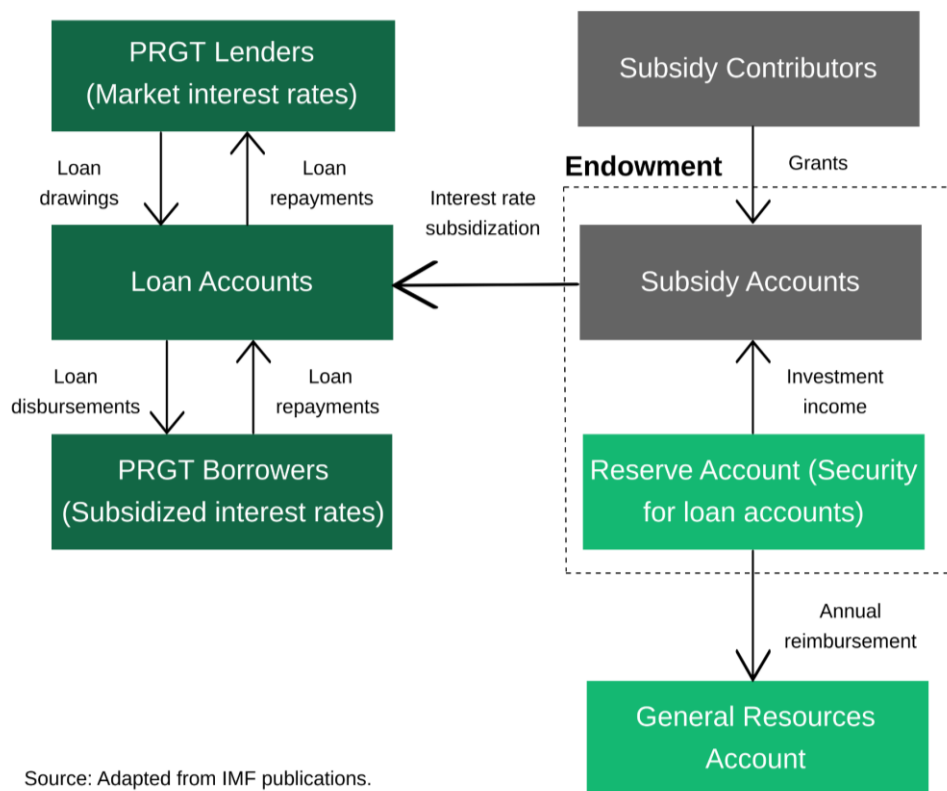 PRGT Lenders
(Market interest rates)
Subsidy Contributors
Loan
drawings
Loan
repayments
Endowment
Grants
Interest rate
subsidization
Loan Accounts
Subsidy Accounts
Loan
disbursements
Loan
repayments
Investment
income
PRGT Borrowers
(Subsidized interest rates)
Reserve Account (Security
for loan accounts)
Annual
reimbursement
General Resources
Account
Source: Adapted from IMF publications.